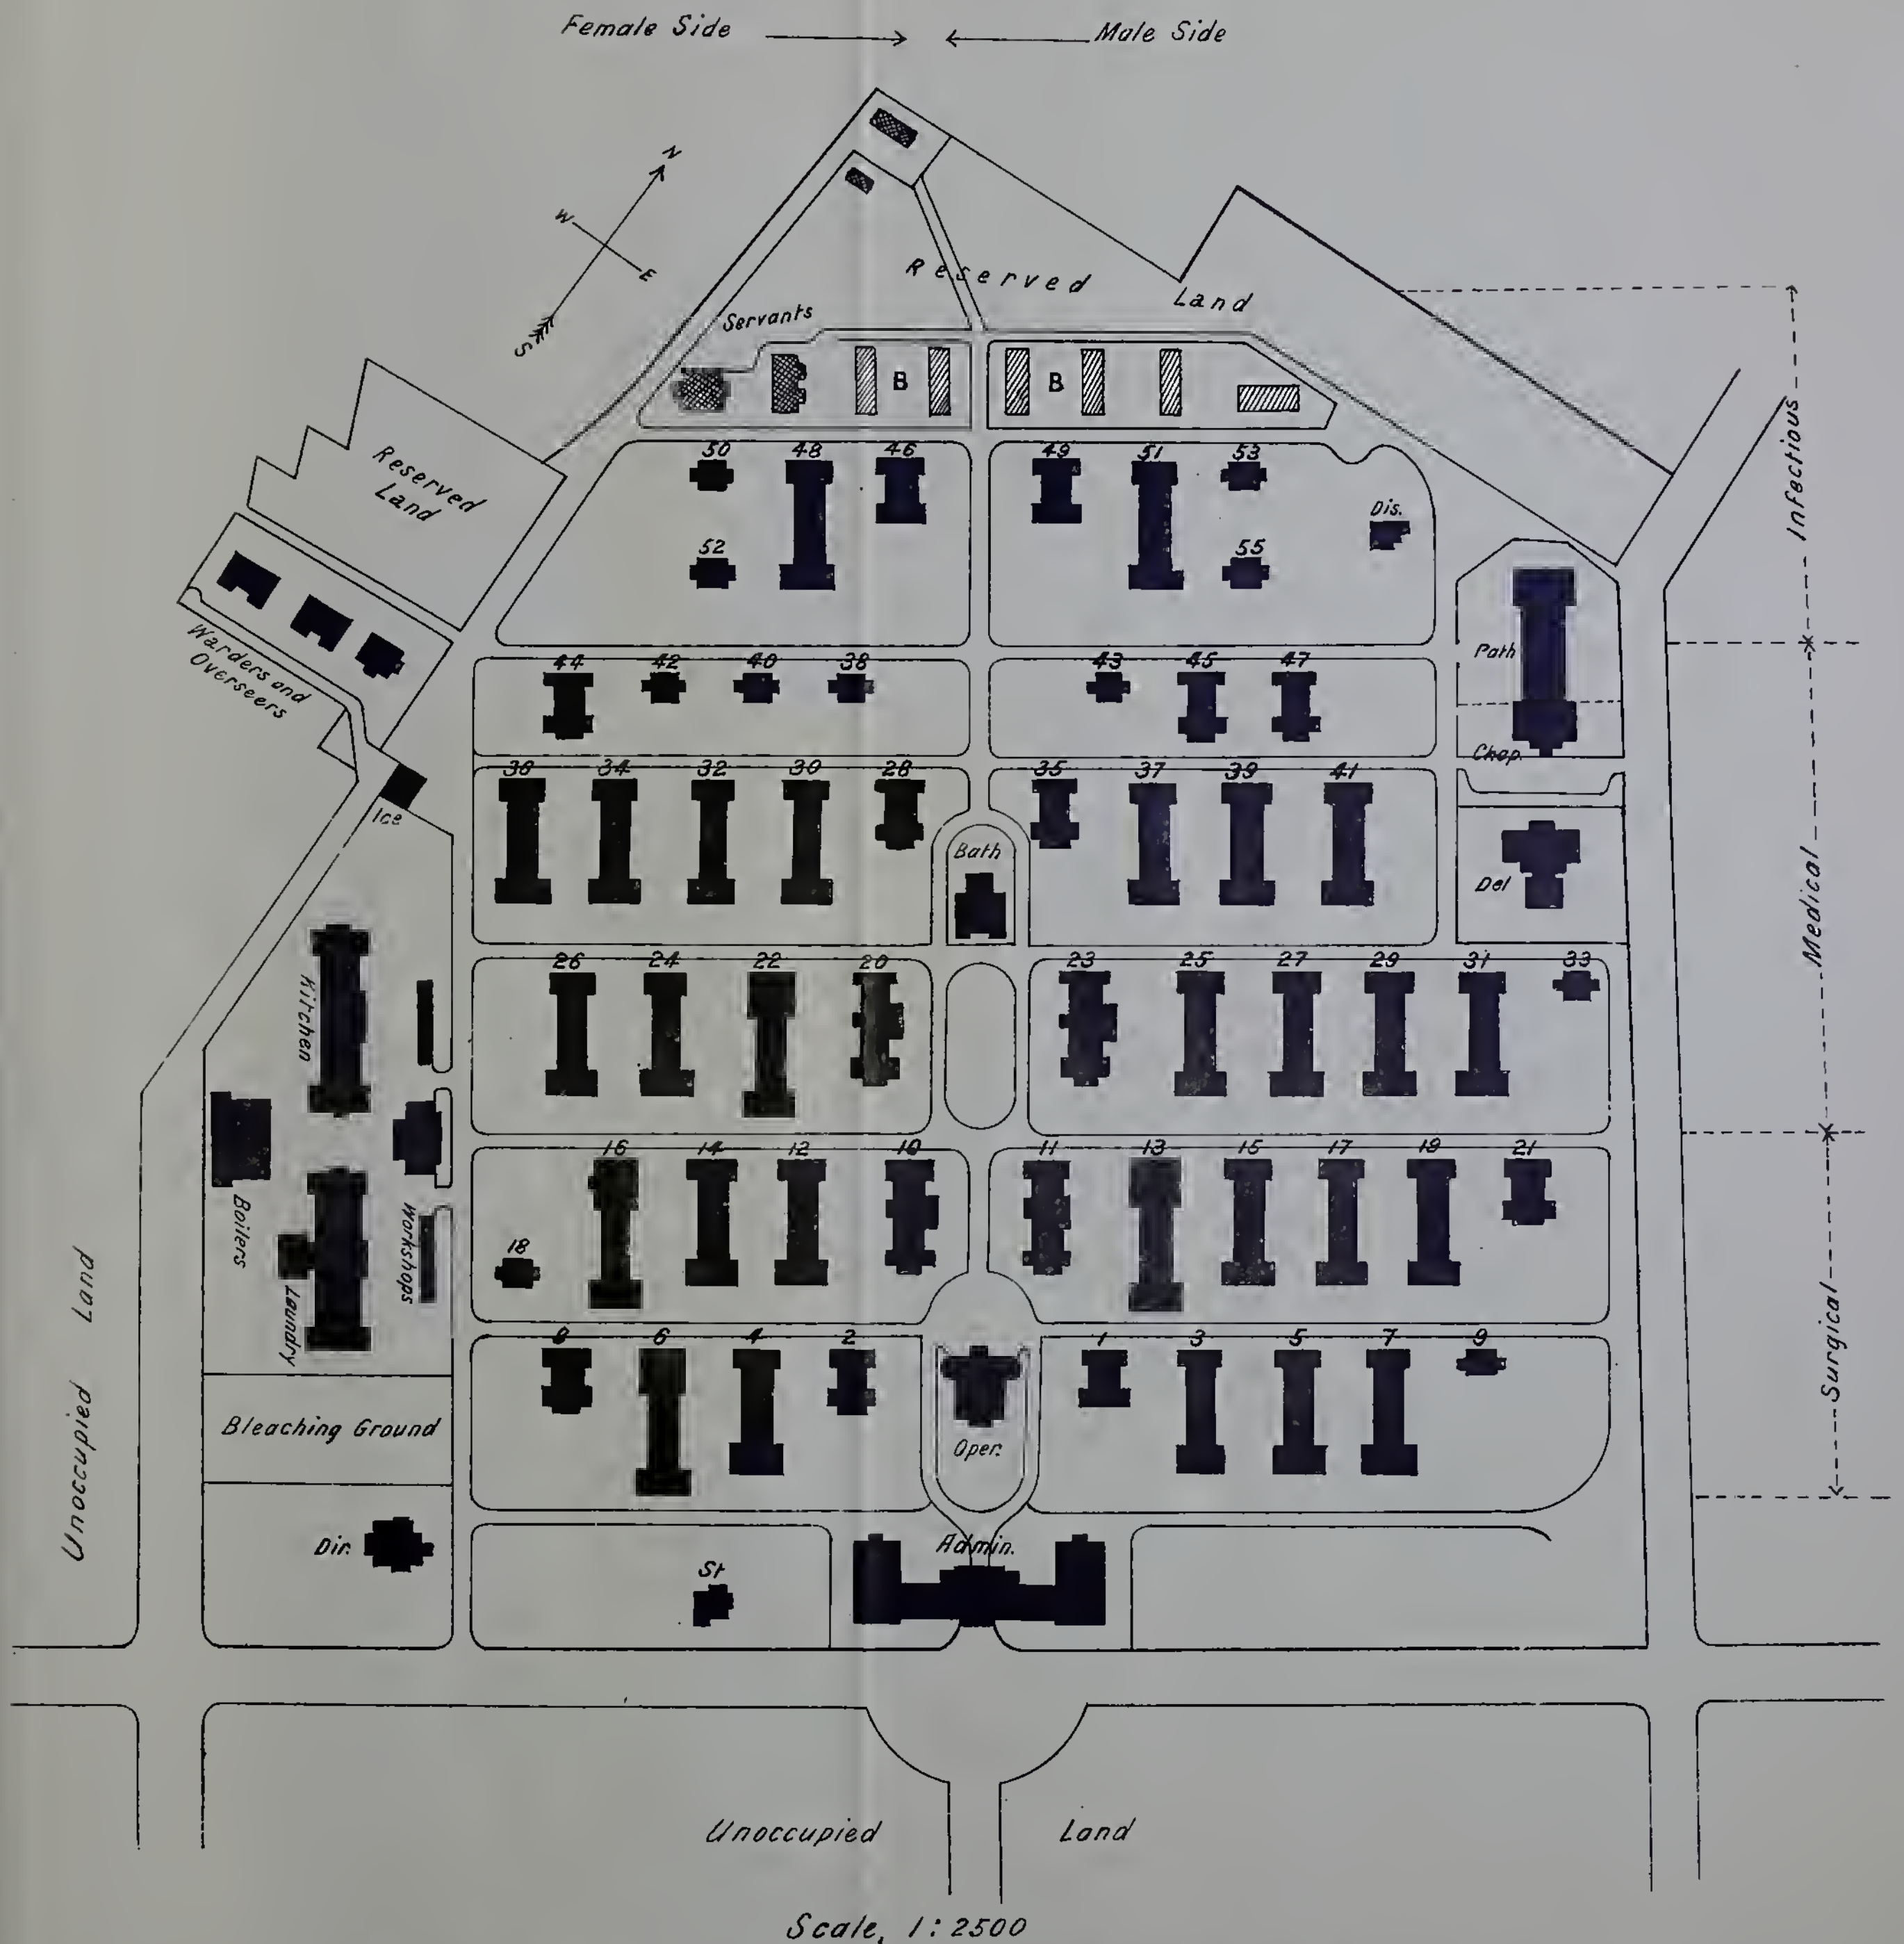 Female Side
Male Side
N
W
E
S
Reserved
Land
Servants
B
B
Reserved
Land
50 48 46 49 51 53
Dis.
52 55
Infectious
Warders and
Overseers
44 42 40 38 43 45 47
Path
Chap.
36 34 32 30 28 35 37 39 41
Ice
Bath
Del
Medical
26 24 22 20 23 25 27 29 31 33
Kitchen
16 14 12 10 11 13 15 17 19 21
18
Boilers
Workshops
Laundry
Unoccupied Land
8 6 4 2 1 3 5 7 9
Surgical
Bleaching Ground
Oper.
Dir.
Admin.
St
Unoccupied Land
Scale, 1:2500